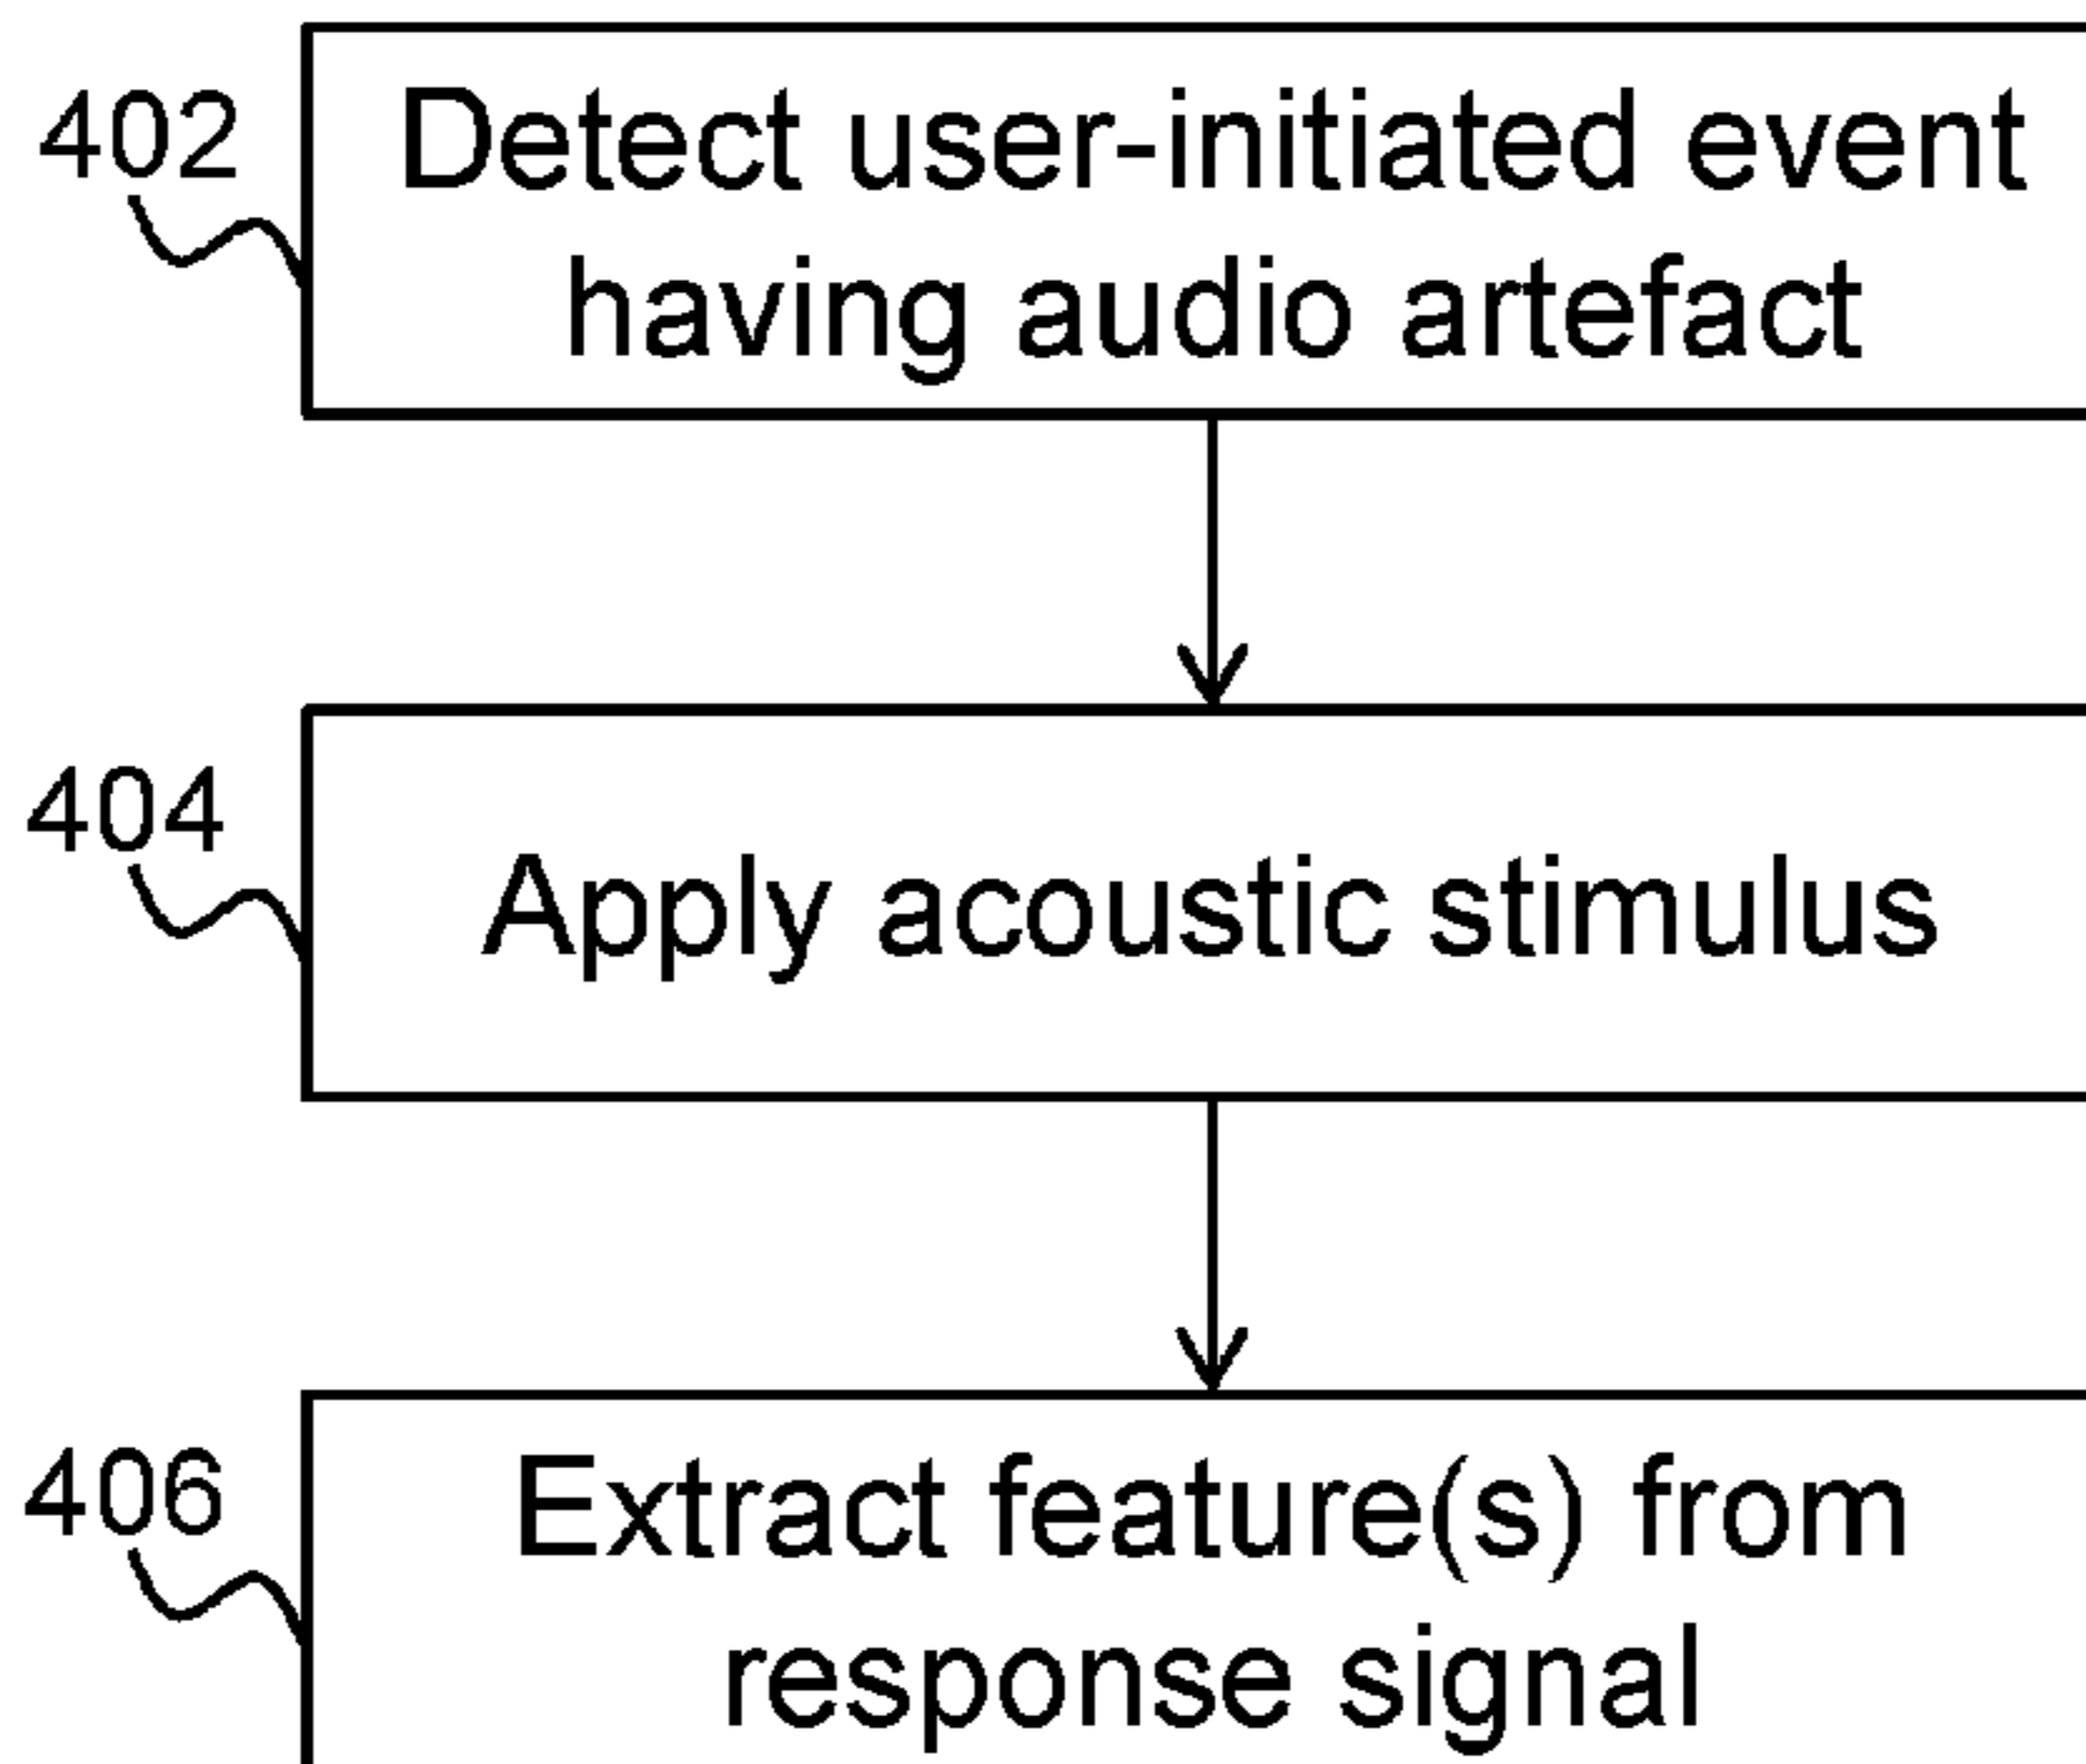 402
Detect user-initiated event
having audio artefact
404
Apply acoustic stimulus
406
Extract feature(s) from
response signal